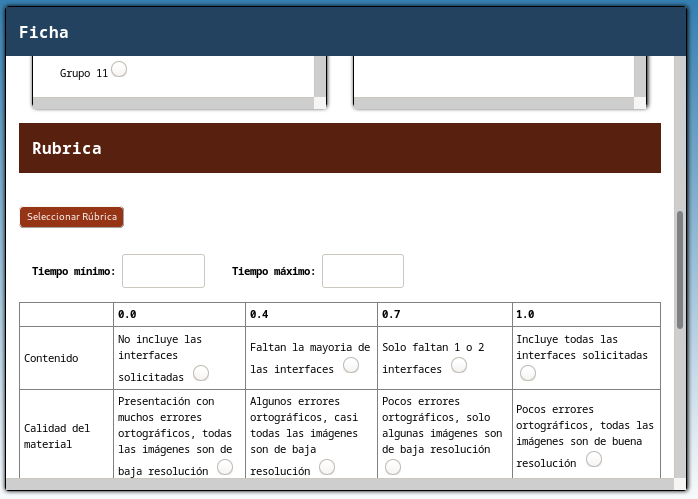 Ficha
Grupo 11
Rubrica
Seleccionar Rúbrica
Tiempo mínimo:
Tiempo máximo:
0.0
0.4
0.7
1.0
Contenido
No incluye las
interfaces
solicitadas
Faltan la mayoria de
las interfaces
Solo faltan 1 o 2
interfaces
Incluye todas las
interfaces solicitadas
Calidad del
material
Presentación con
muchos errores
ortográficos, todas
las imágenes son de
baja resolución
Algunos errores
ortográficos, casi
todas las imágenes
son de baja
resolución
Pocos errores
ortográficos, solo
algunas imágenes son
de baja resolución
Pocos errores
ortográficos, todas las
imágenes son de buena
resolución